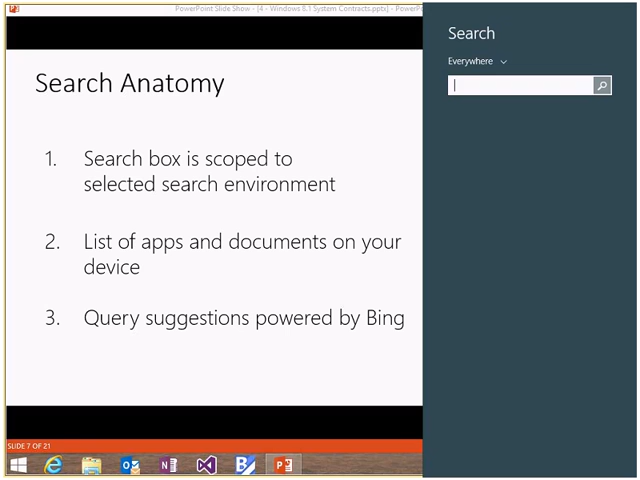 PowerPoint Slide Show - [4 - Windows 8.1 System Contracts.pptx] - PowerPo
Search
Everywhere
Search Anatomy
1. Search box is scoped to
selected search environment
2. List of apps and documents on your
device
3. Query suggestions powered by Bing
SLIDE 7 OF 21